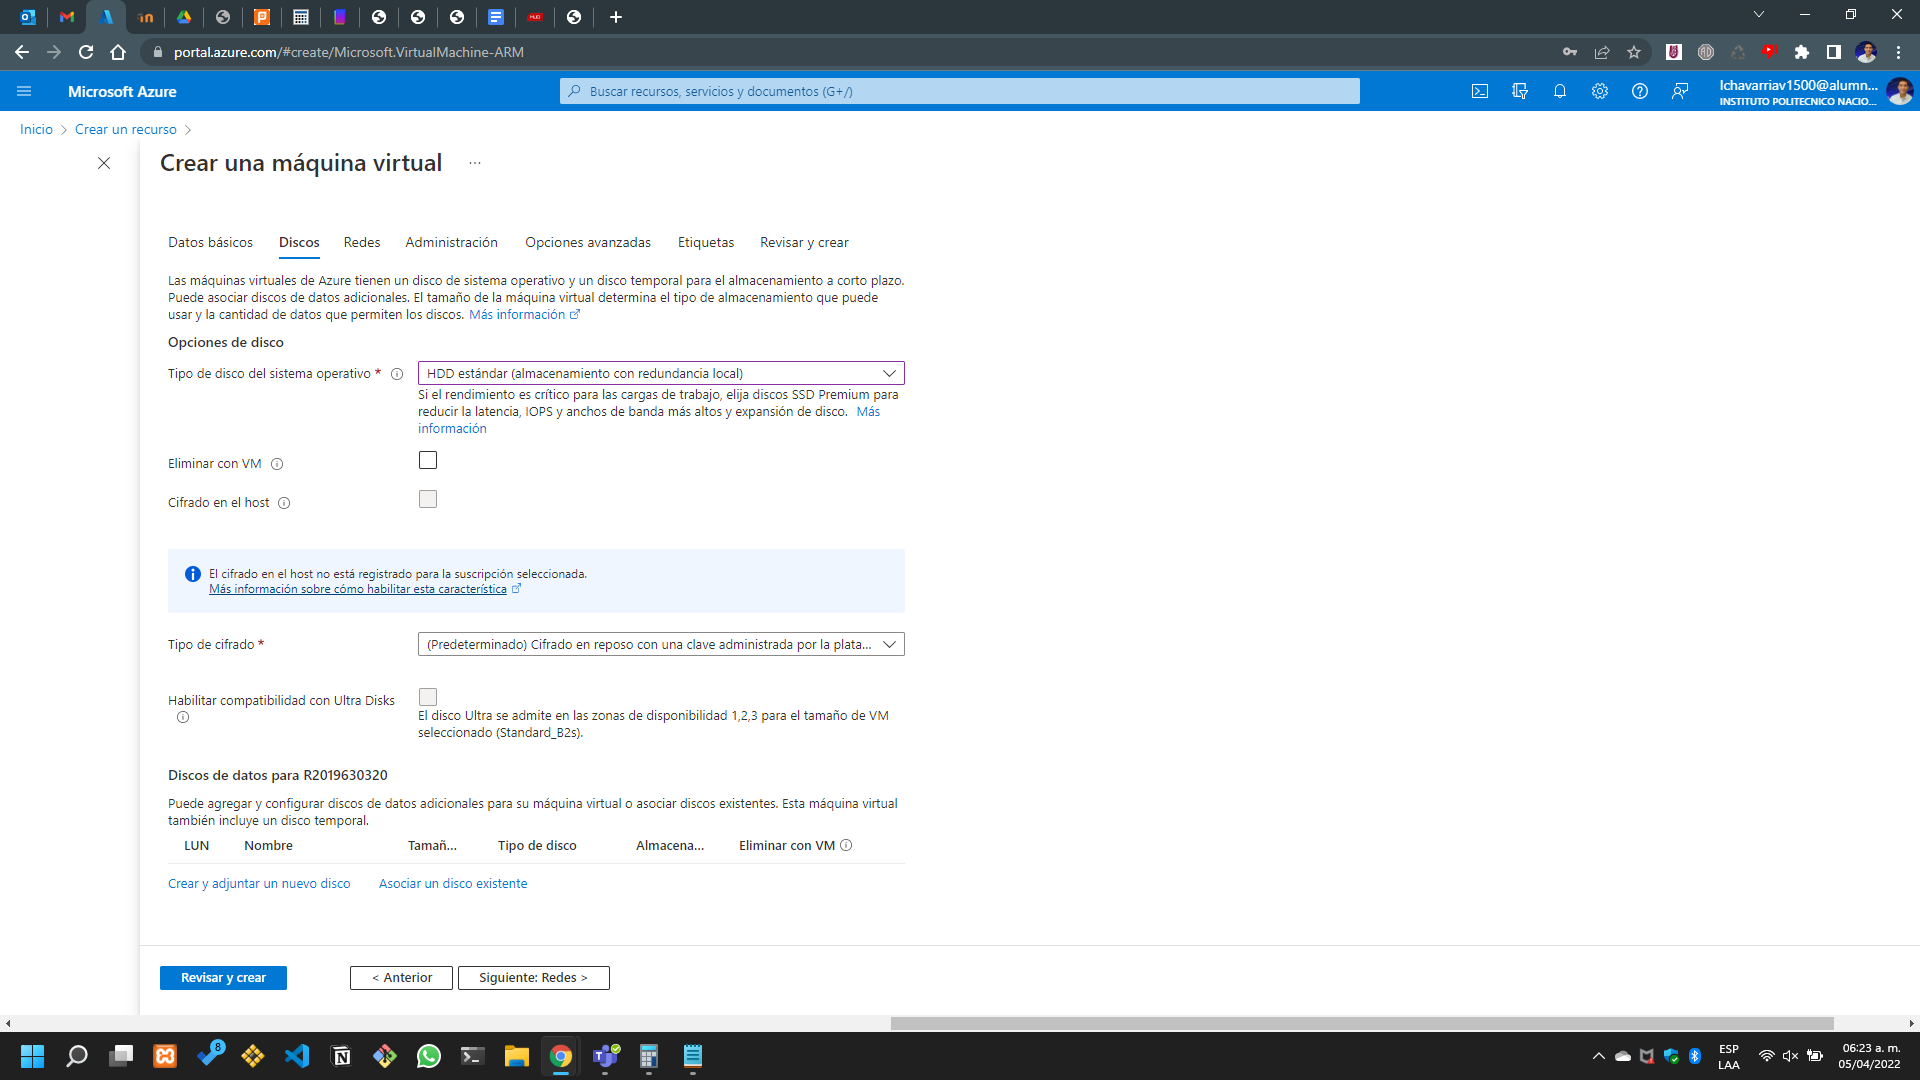 portal.azure.com/#create/Microsoft.VirtualMachine-ARM
Microsoft Azure
Buscar recursos, servicios y documentos (G+/)
lchavarriav1500@alumn...
INSTITUTO POLITECNICO NACIO...
Inicio > Crear un recurso >
Crear una máquina virtual ...
Datos básicos Discos Redes Administración Opciones avanzadas Etiquetas Revisar y crear
Las máquinas virtuales de Azure tienen un disco de sistema operativo y un disco temporal para el almacenamiento a corto plazo.
Puede asociar discos de datos adicionales. El tamaño de la máquina virtual determina el tipo de almacenamiento que puede
usar y la cantidad de datos que permiten los discos. Más información
Opciones de disco
Tipo de disco del sistema operativo * HDD estándar (almacenamiento con redundancia local)
Si el rendimiento es crítico para las cargas de trabajo, elija discos SSD Premium para
reducir la latencia, IOPS y anchos de banda más altos y expansión de disco. Más
información
Eliminar con VM
Cifrado en el host
El cifrado en el host no está registrado para la suscripción seleccionada.
Más información sobre cómo habilitar esta característica
Tipo de cifrado * (Predeterminado) Cifrado en reposo con una clave administrada por la plata...
Habilitar compatibilidad con Ultra Disks
El disco Ultra se admite en las zonas de disponibilidad 1,2,3 para el tamaño de VM
seleccionado (Standard_B2s).
Discos de datos para R2019630320
Puede agregar y configurar discos de datos adicionales para su máquina virtual o asociar discos existentes. Esta máquina virtual
también incluye un disco temporal.
LUN Nombre Tamañ... Tipo de disco Almacena... Eliminar con VM
Crear y adjuntar un nuevo disco Asociar un disco existente
Revisar y crear < Anterior Siguiente: Redes >
8
ESP
LAA
06:23 a. m.
05/04/2022